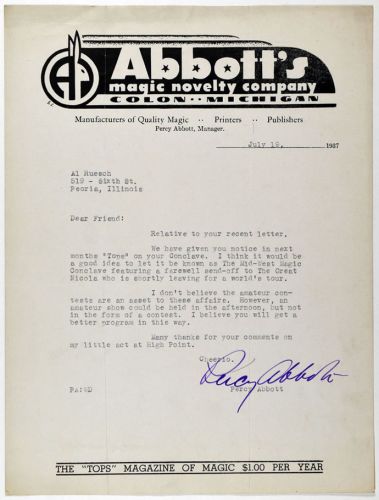 Abbott's
magic novelty company
COLON·· MICHIGAN
Manufacturers of Quality Magic ·· Printers ·· Publishers
Percy Abbott, Manager.
July 19, 1937
Al Ruesch
519 - Sixth St.
Peoria, Illinois
Dear Friend:
Relative to your recent letter.
We have given you notice in next
months "Tops" on your Conclave. I think it would be
a good idea to let it be known as The Mid-West Magic
Conclave featuring a farewell send-off to The Great
Nicola who is shortly leaving for a world's tour.
I don't believe the amateur con-
tests are an asset to these affairs. However, an
amateur show could be held in the afternoon, but not
in the form of a contest. I believe you will get a
better program in this way.
Many thanks for your comments on
my little act at High Point.
Cheerio.
Percy Abbott
PA:
Percy Abbott
THE "TOPS" MAGAZINE OF MAGIC $1.00 PER YEAR